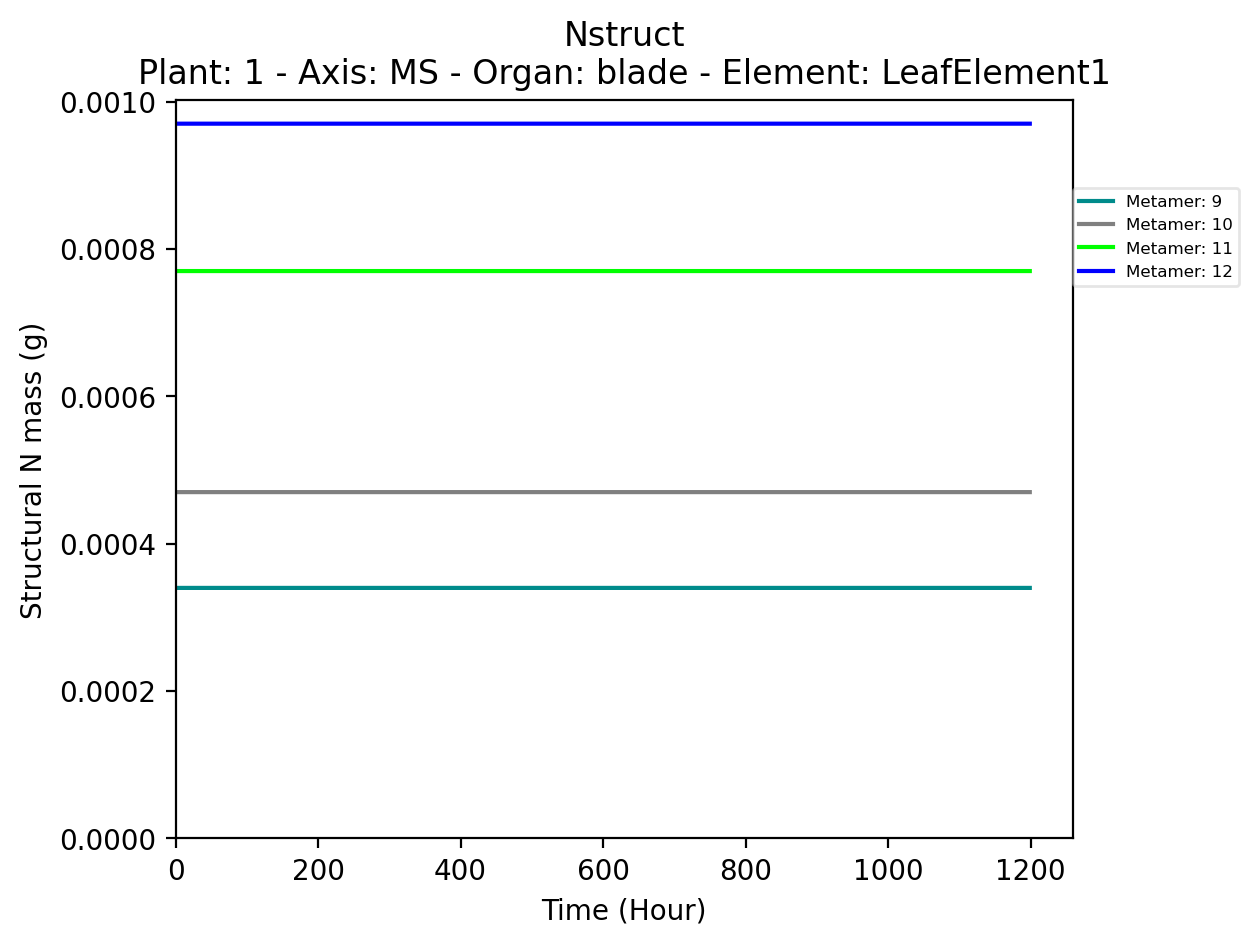 Nstruct
Plant: 1 - Axis: MS - Organ: blade - Element: LeafElement1
0.0010
0.0008
0.0006
0.0004
0.0002
0.0000
Structural N mass (g)
0 200 400 600 800 1000 1200
Time (Hour)
Metamer: 9
Metamer: 10
Metamer: 11
Metamer: 12